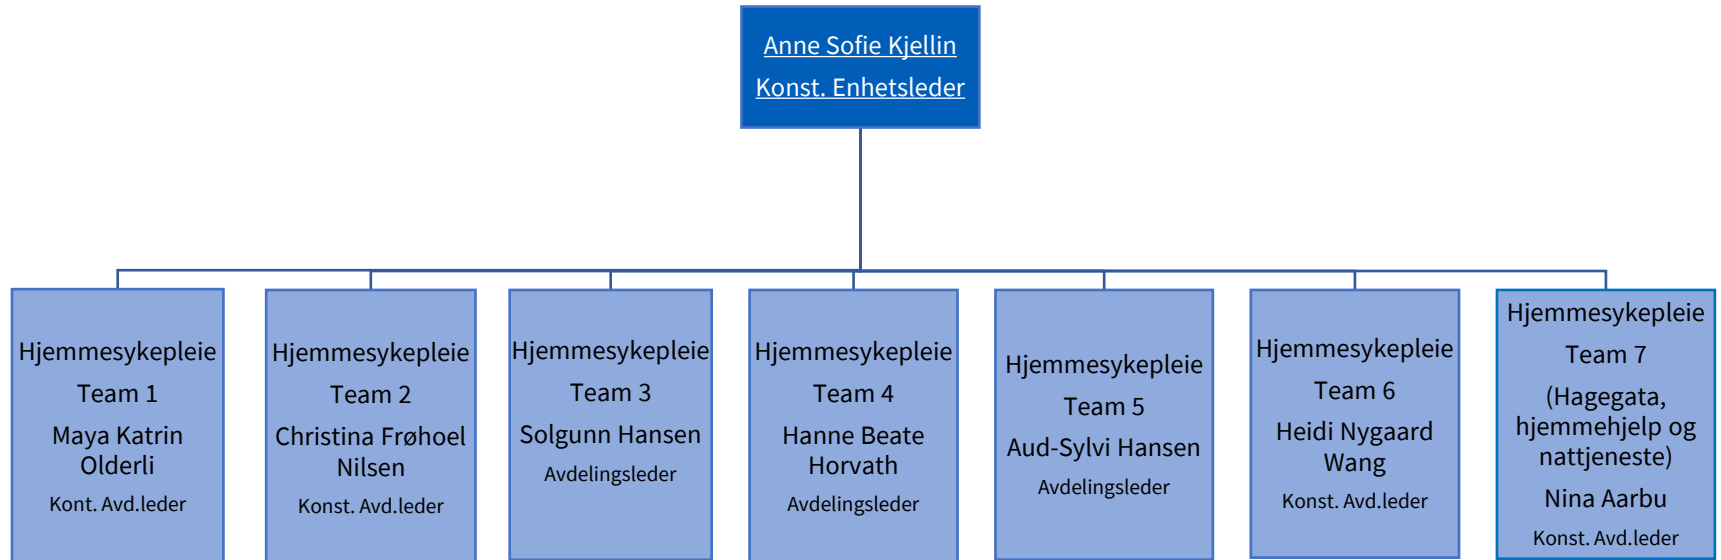 Anne Sofie Kjellin
Konst. Enhetsleder
Hjemmesykepleie
Team 1
Maya Katrin
Olderli
Kont. Avd.leder
Hjemmesykepleie
Team 2
Christina Frøhoel
Nilsen
Konst. Avd.leder
Hjemmesykepleie
Team 3
Solgunn Hansen
Avdelingsleder
Hjemmesykepleie
Team 4
Hanne Beate
Horvath
Avdelingsleder
Hjemmesykepleie
Team 5
Aud-Sylvi Hansen
Avdelingsleder
Hjemmesykepleie
Team 6
Heidi Nygaard
Wang
Konst. Avd.leder
Hjemmesykepleie
Team 7
(Hagegata,
hjemmehjelp og
nattjeneste)
Nina Aarbu
Konst. Avd.leder